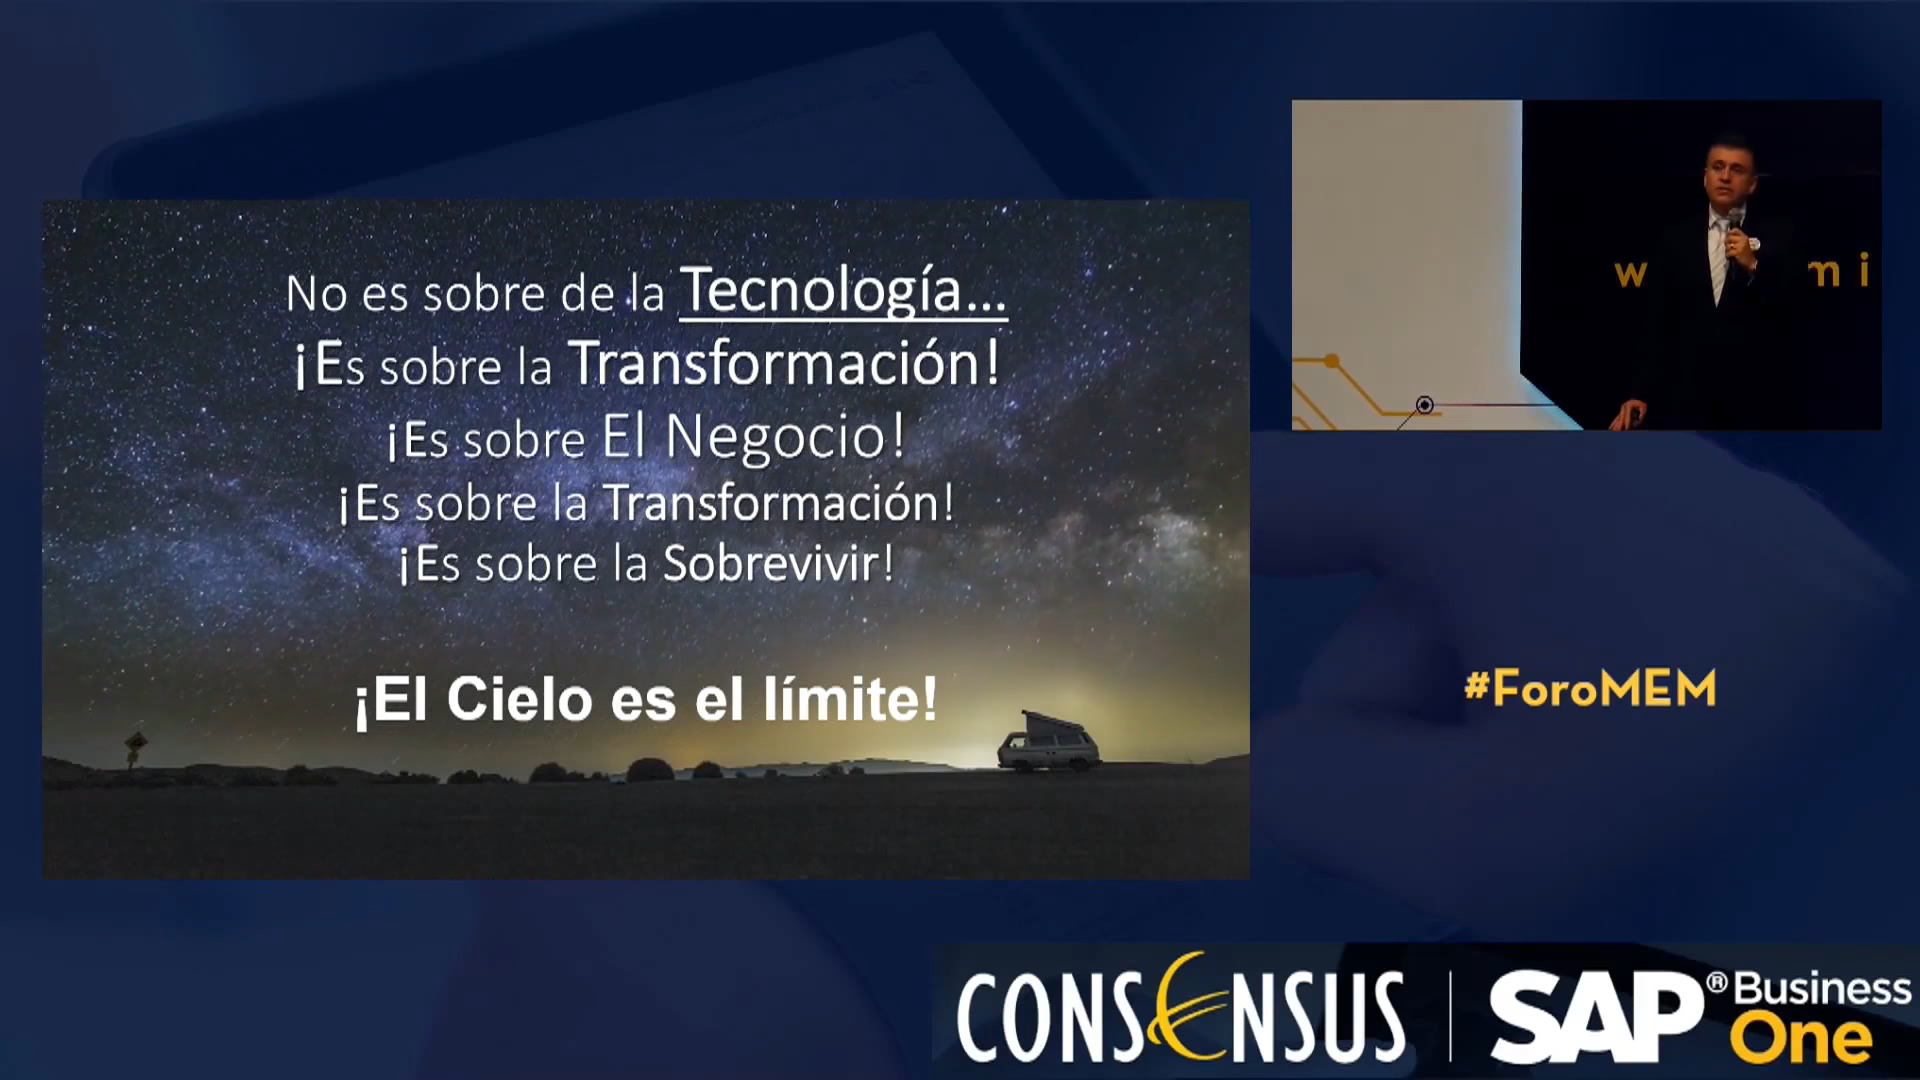 No es sobre de la Tecnología...
¡Es sobre la Transformación!
¡Es sobre El Negocio!
¡Es sobre la Transformación!
¡Es sobre la Sobrevivir!
¡El Cielo es el límite!
w mi
#ForoMEM
CONSENSUS
SAP® Business One